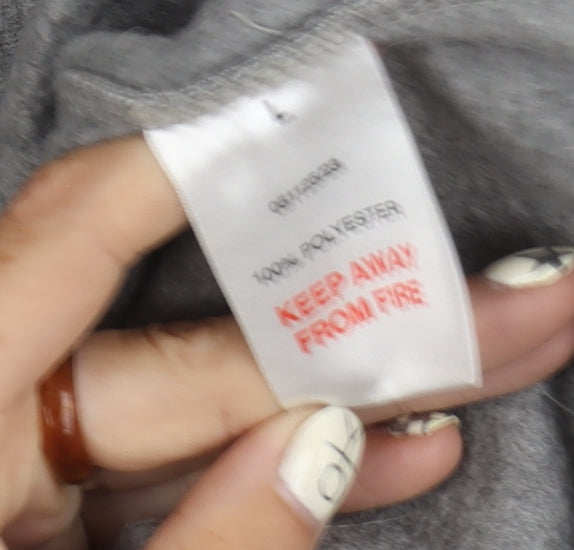 L
100% POLYESTER
KEEP AWAY
FROM FIRE